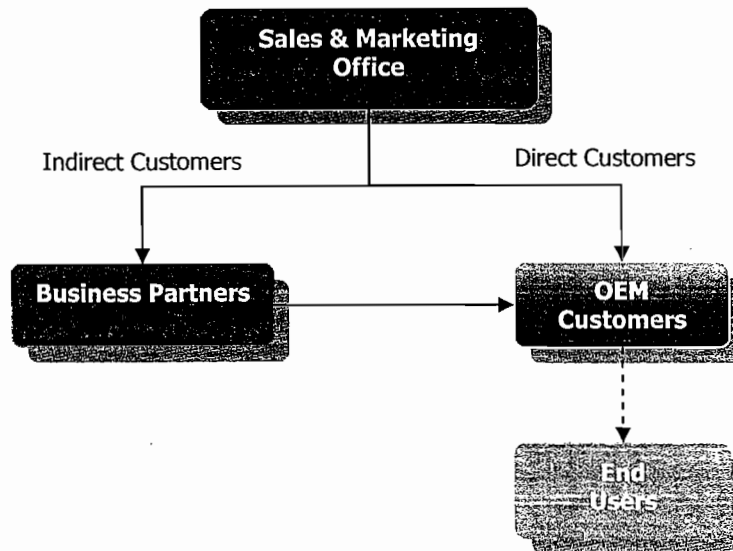 Sales & Marketing
Office
Indirect Customers
Direct Customers
Business Partners
OEM
Customers
End
Users